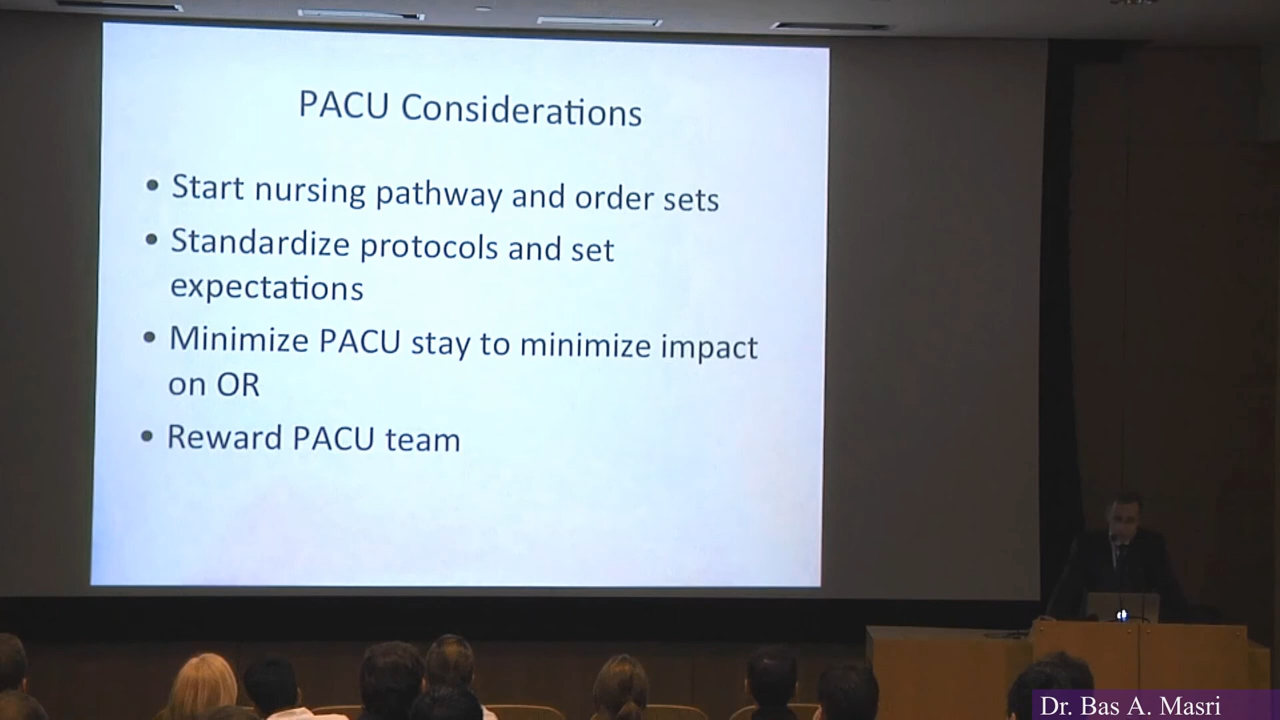 PACU Considerations
• Start nursing pathway and order sets
• Standardize protocols and set
expectations
• Minimize PACU stay to minimize impact
on OR
• Reward PACU team
Dr. Bas A. Masri